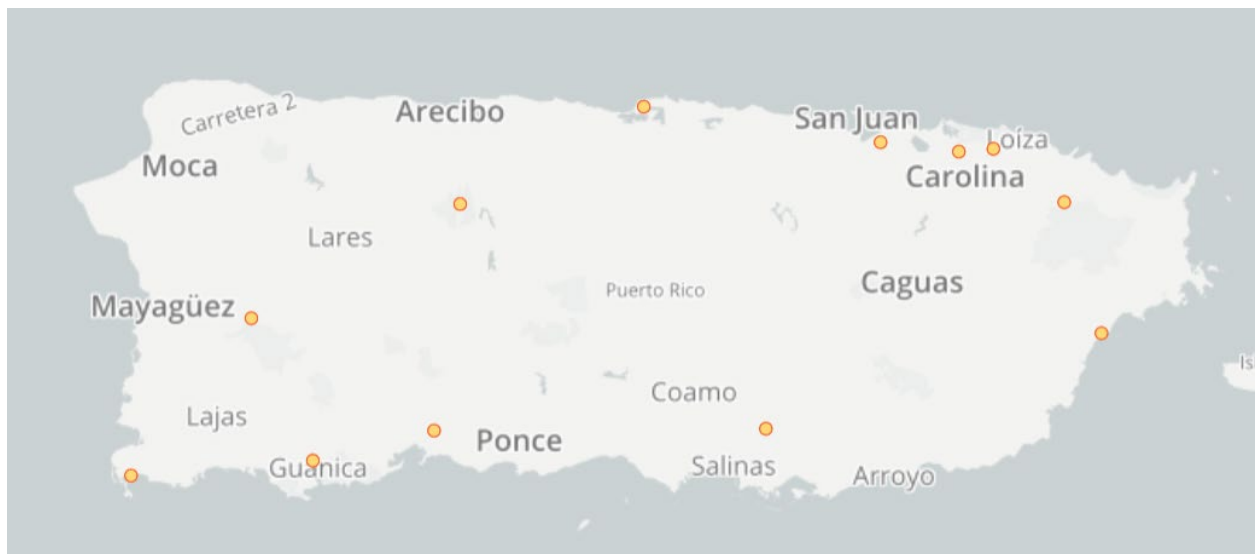 Carretera 2
Arecibo
San Juan
Loíza
Moca
Carolina
Lares
Caguas
Puerto Rico
Mayagüez
Is
Coamo
Lajas
Ponce
Guánica
Salinas
Arroyo